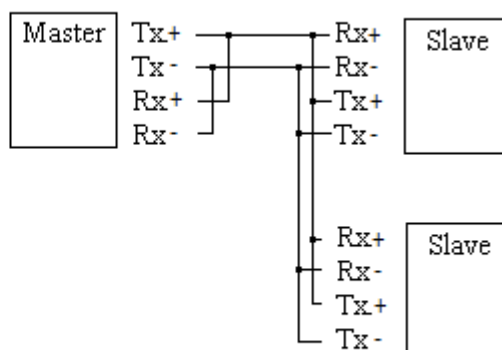 Master
Tx+
Tx-
Rx+
Rx-
Rx+
Rx-
Tx+
Tx-
Slave
Rx+
Rx-
Tx+
Tx-
Slave